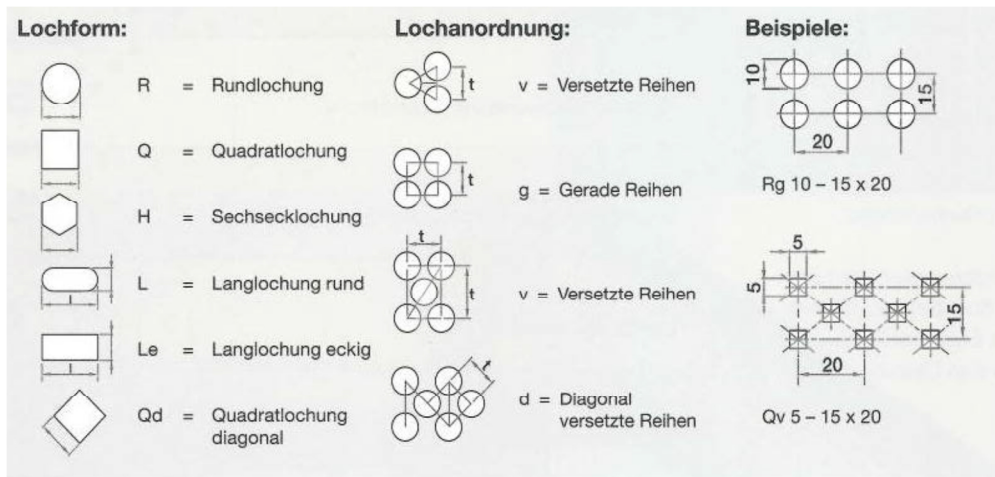 Lochform:
R = Rundlochung
Q = Quadratlochung
H = Sechsecklochung
L = Langlochung rund
l
Le = Langlochung eckig
l
Qd = Quadratlochung
diagonal
Lochanordnung:
t
v = Versetzte Reihen
t
g = Gerade Reihen
t
t
v = Versetzte Reihen
t
d = Diagonal
versetzte Reihen
Beispiele:
10
15
20
Rg 10 – 15 x 20
5
5
15
20
Qv 5 – 15 x 20